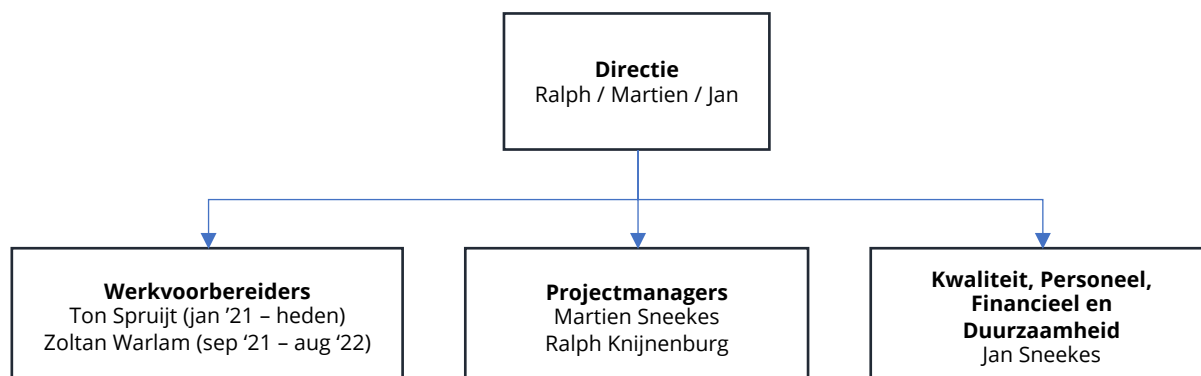 Directie
Ralph / Martien / Jan
Werkvoorbereiders
Ton Spruijt (jan ’21 – heden)
Zoltan Warlam (sep ‘21 – aug ‘22)
Projectmanagers
Martien Sneekes
Ralph Knijnenburg
Kwaliteit, Personeel,
Financieel en
Duurzaamheid
Jan Sneekes